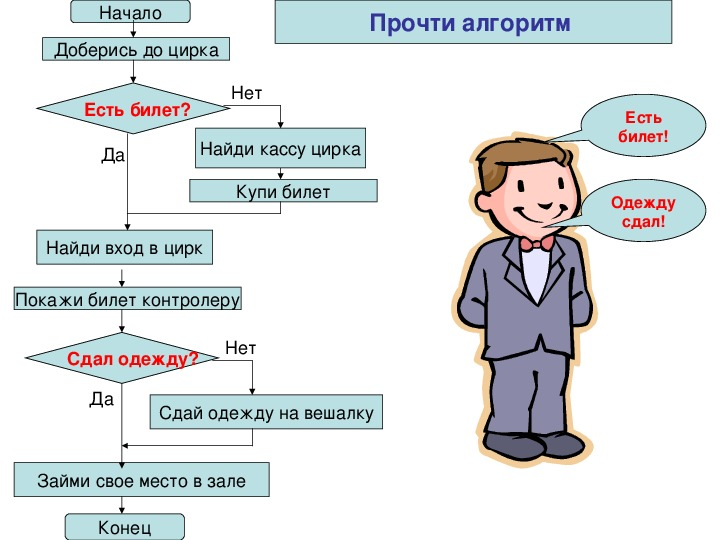 Прочти алгоритм
Начало
Доберись до цирка
Есть билет?
Нет
Да
Найди кассу цирка
Купи билет
Найди вход в цирк
Покажи билет контролеру
Сдал одежду?
Нет
Да
Сдай одежду на вешалку
Займи свое место в зале
Конец
Есть
билет!
Одежду
сдал!